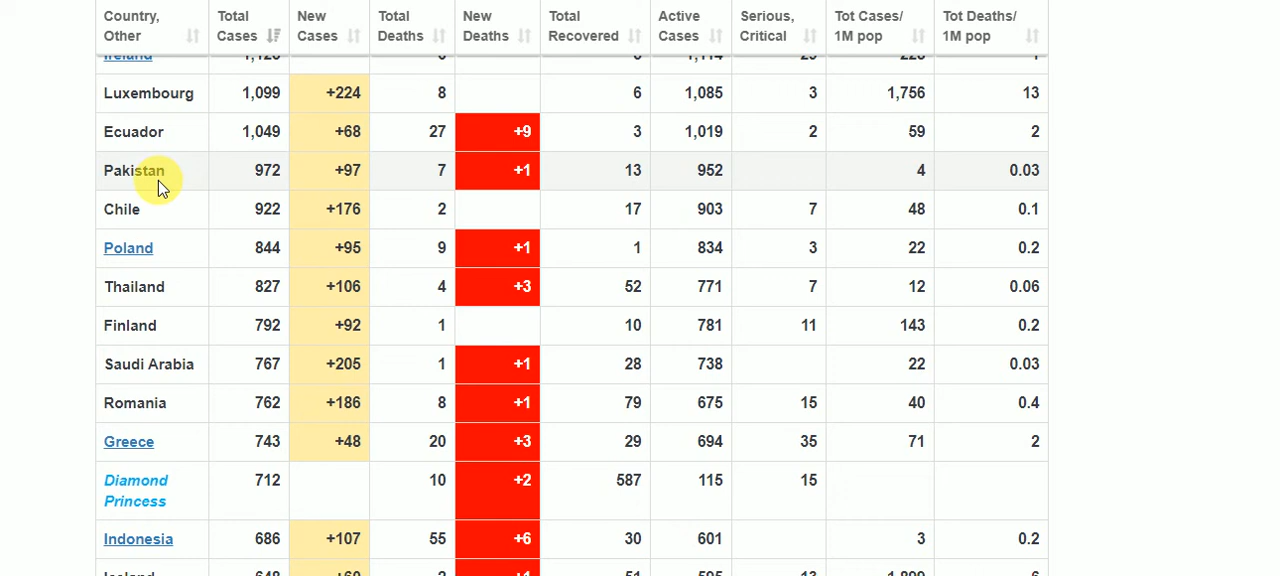 Country, Other Total Cases New Cases Total Deaths New Deaths Total Recovered Active Cases Serious, Critical Tot Cases/ 1M pop Tot Deaths/ 1M pop
Ireland
Luxembourg 1,099 +224 8 6 1,085 3 1,756 13
Ecuador 1,049 +68 27 +9 3 1,019 2 59 2
Pakistan 972 +97 7 +1 13 952 4 0.03
Chile 922 +176 2 17 903 7 48 0.1
Poland 844 +95 9 +1 1 834 3 22 0.2
Thailand 827 +106 4 +3 52 771 7 12 0.06
Finland 792 +92 1 10 781 11 143 0.2
Saudi Arabia 767 +205 1 +1 28 738 22 0.03
Romania 762 +186 8 +1 79 675 15 40 0.4
Greece 743 +48 20 +3 29 694 35 71 2
Diamond Princess 712 10 +2 587 115 15
Indonesia 686 +107 55 +6 30 601 3 0.2
Iceland